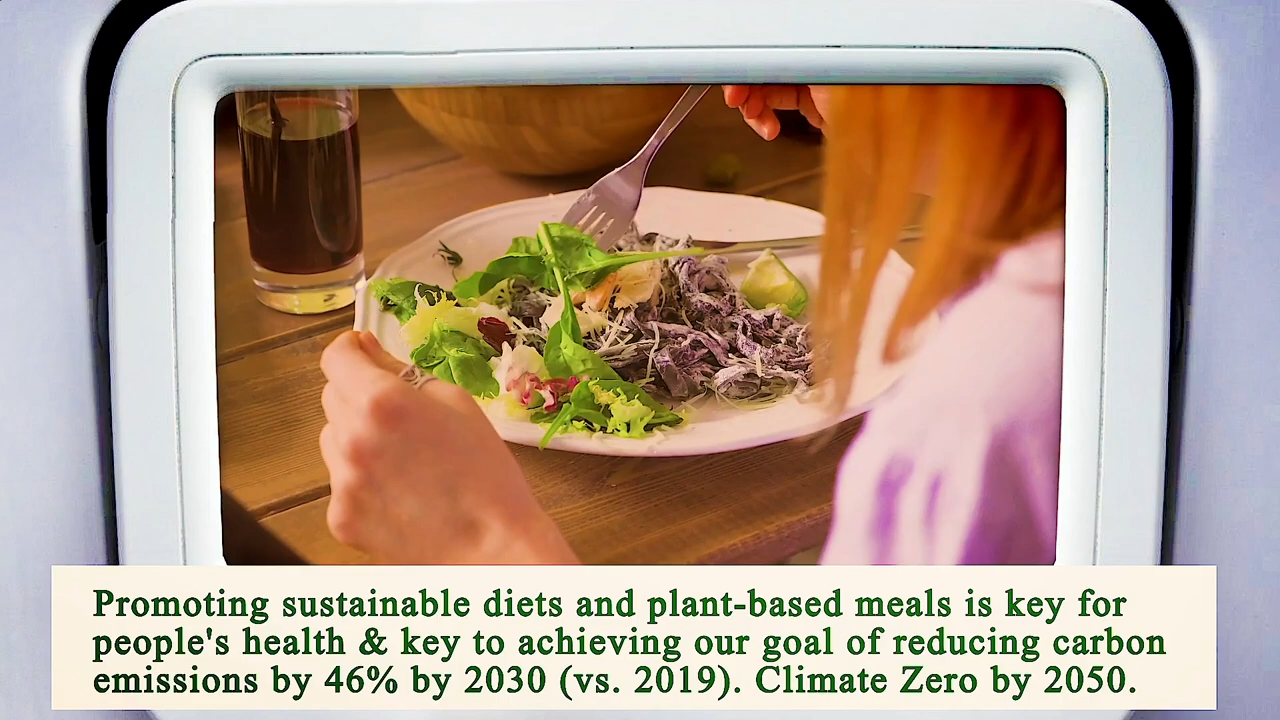 Promoting sustainable diets and plant-based meals is key for
people's health & key to achieving our goal of reducing carbon
emissions by 46% by 2030 (vs. 2019). Climate Zero by 2050.